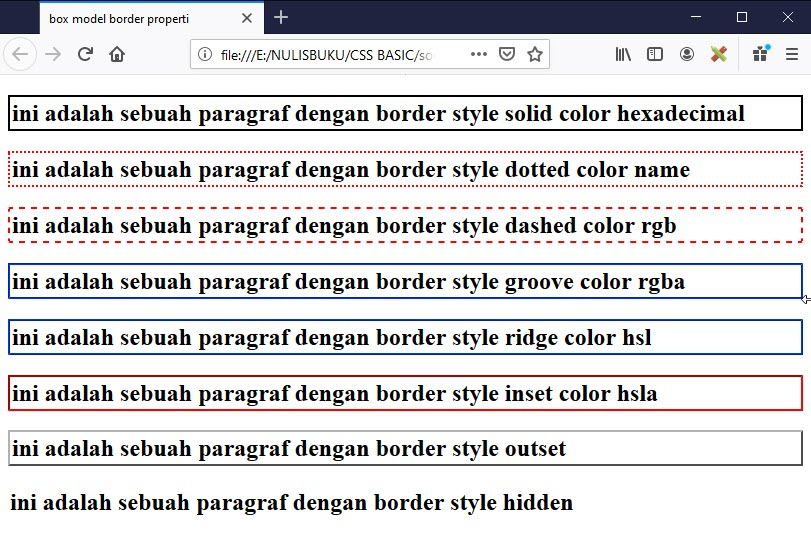 box model border properti
file:///E:/NULISBUKU/CSS BASIC/so
ini adalah sebuah paragraf dengan border style solid color hexadecimal
ini adalah sebuah paragraf dengan border style dotted color name
ini adalah sebuah paragraf dengan border style dashed color rgb
ini adalah sebuah paragraf dengan border style groove color rgba
ini adalah sebuah paragraf dengan border style ridge color hsl
ini adalah sebuah paragraf dengan border style inset color hsla
ini adalah sebuah paragraf dengan border style outset
ini adalah sebuah paragraf dengan border style hidden